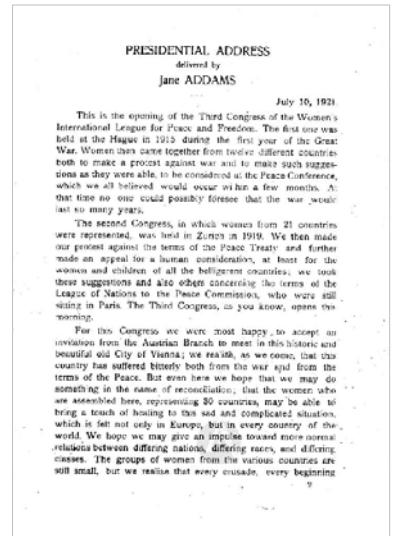 PRESIDENTIAL ADDRESS
delivered by
Jane ADDAMS
July 10, 1921.
This is the opening of the Third Congress of the Women's
International League for Peace and Freedom. The first one was
held at the Hague in 1915 during the first year of the Great
War. Women then came together from twelve different countries
both to make a protest against war and to make such sugges-
tions as they were able, to be considered at the Peace Conference,
which we all believed would occur within a few months. At
that time no one could possibly foresee that the war would
last so many years.
The second Congress, in which women from 21 countries
were represented, was held in Zurich in 1919. We then made
our protest against the terms of the Peace Treaty and further
made an appeal for a human consideration, at least for the
women and children of all the belligerent countries; we took
these suggestions and also others concerning the terms of the
League of Nations to the Peace Commission, who were still
sitting in Paris. The Third Congress, as you know, opens this
morning.
For this Congress we were most happy to accept an
invitation from the Austrian Branch to meet in this historic and
beautiful old City of Vienna; we realise, as we come, that this
country has suffered bitterly both from the war and from the
terms of the Peace. But even here we hope that we may do
something in the name of reconciliation; that the women who
are assembled here, representing 30 countries, may be able to
bring a touch of healing to this sad and complicated situation,
which is felt not only in Europe, but in every country of the
world. We hope we may give an impulse toward more normal
relations between differing nations, differing races, and differing
classes. The groups of women from the various countries are
still small, but we realise that every crusade, every beginning